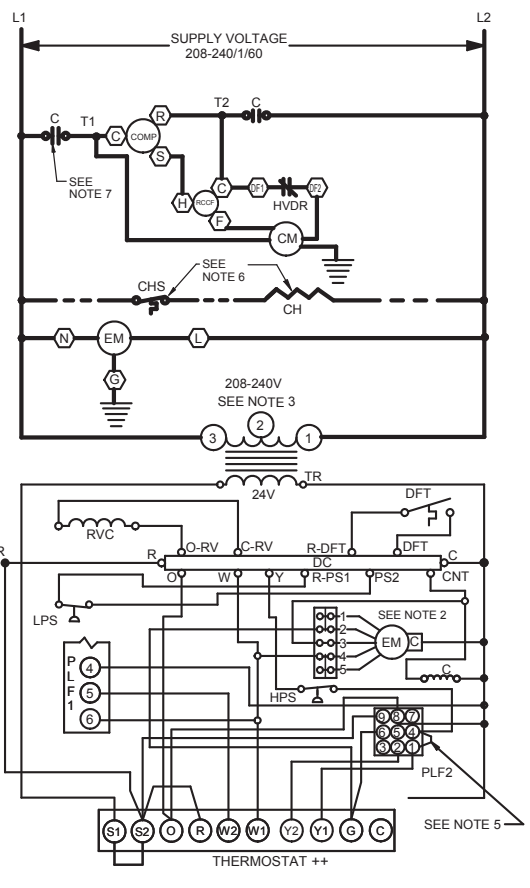 L1 L2
SUPPLY VOLTAGE
208-240/1/60
C T1 C COMP R T2 C
S
SEE
NOTE 7
H RCCF C DF1 DF2
HVDR
F
CM
SEE
NOTE 6
CHS
CH
N EM L
G
208-240V
SEE NOTE 3
3 2 1
TR
24V
DFT
RVC
R R O-RV C-RV R-DFT DFT C
DC
O W Y R-PS1 PS2 CNT
LPS
1 SEE NOTE 2
2
3 EM C
4
5
C
P
L
F
1
4
5
6
HPS
9 8 7
6 5 4
3 2 1
PLF2
SEE NOTE 5
S1 S2 O R W2 W1 Y2 Y1 G C
THERMOSTAT ++